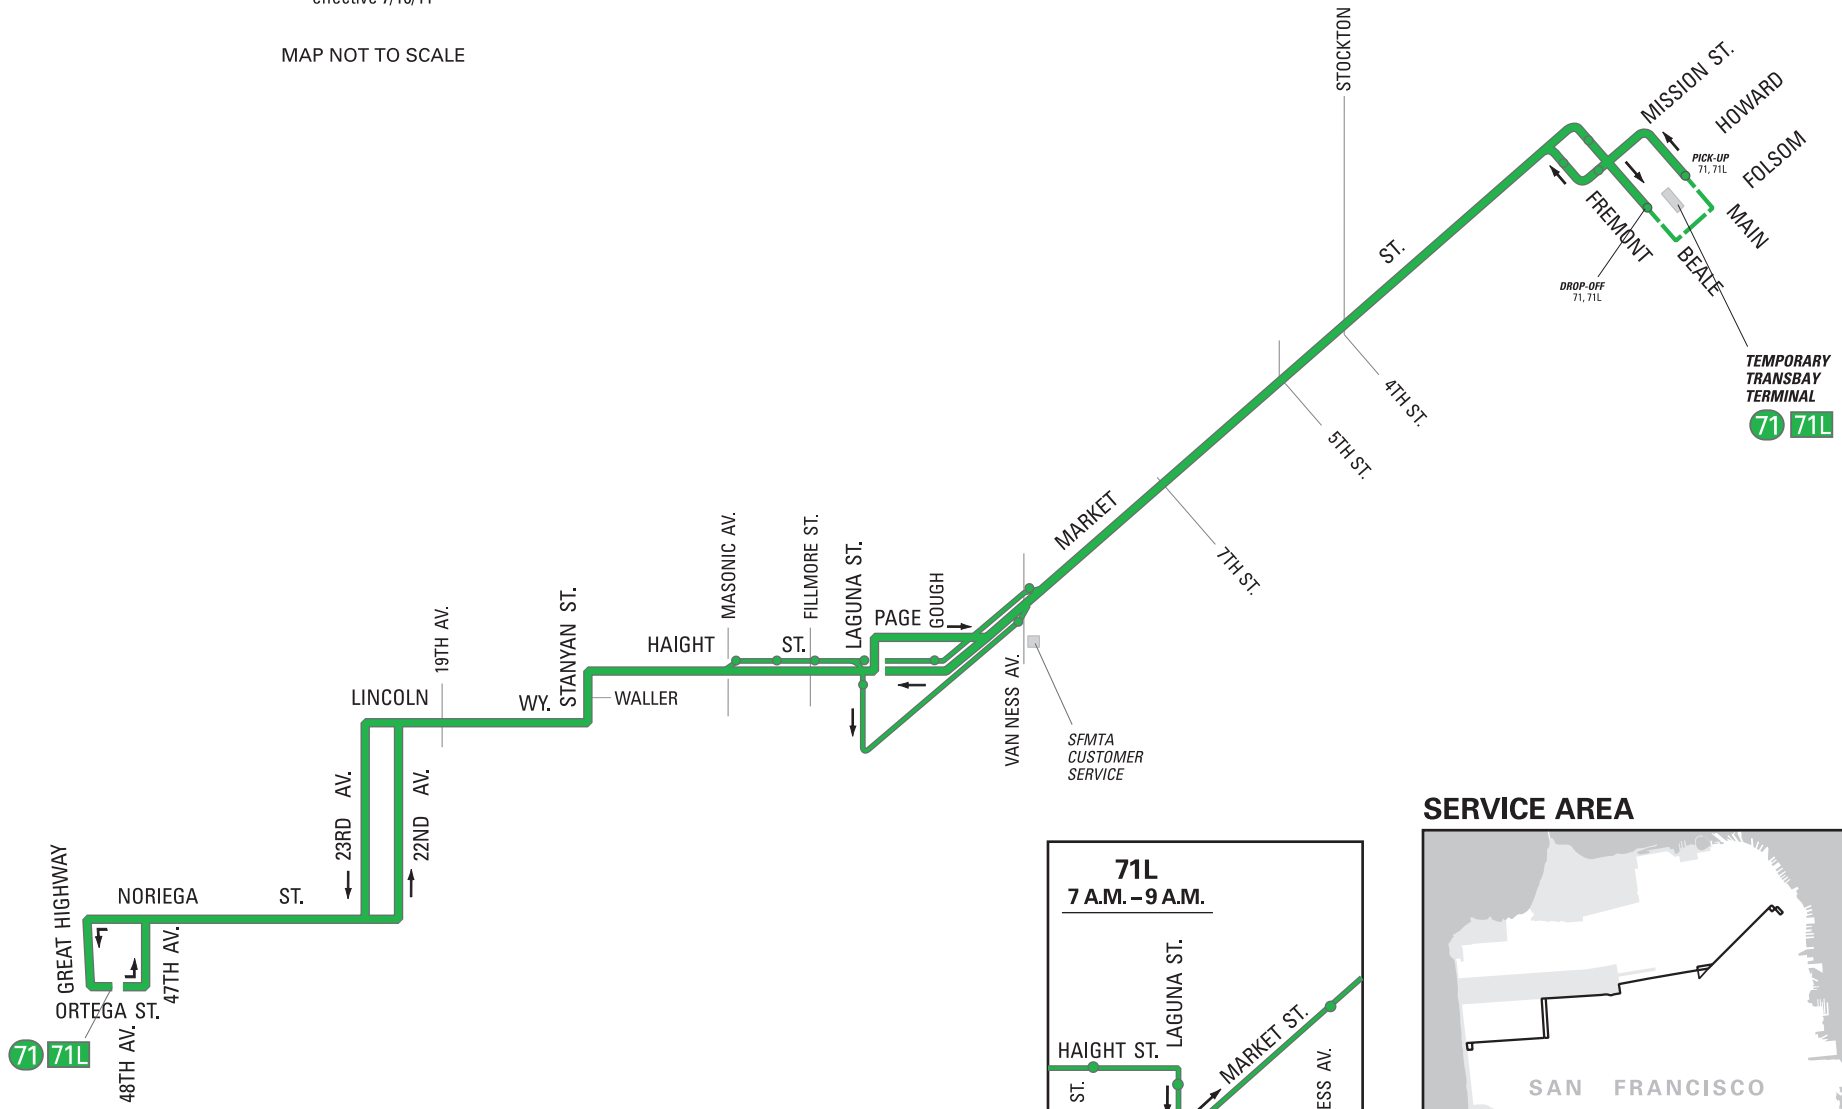 MAP NOT TO SCALE
STOCKTON
MISSION ST.
HOWARD
FOLSOM
MAIN
PICK-UP
71, 71L
FREMONT
BEALE
DROP-OFF
71, 71L
ST.
TEMPORARY
TRANSBAY
TERMINAL
71 71L
4TH ST.
5TH ST.
7TH ST.
MARKET
MASONIC AV.
FILLMORE ST.
LAGUNA ST.
PAGE
GOUGH
HAIGHT ST.
STANYAN ST.
19TH AV.
LINCOLN WY.
WALLER
VAN NESS AV.
SFMTA
CUSTOMER
SERVICE
23RD AV.
22ND AV.
NORIEGA ST.
GREAT HIGHWAY
47TH AV.
ORTEGA ST.
48TH AV.
71 71L
71L
7 A.M. – 9 A.M.
LAGUNA ST.
HAIGHT ST.
MARKET ST.
ST.
ESS AV.
SERVICE AREA
SAN FRANCISCO